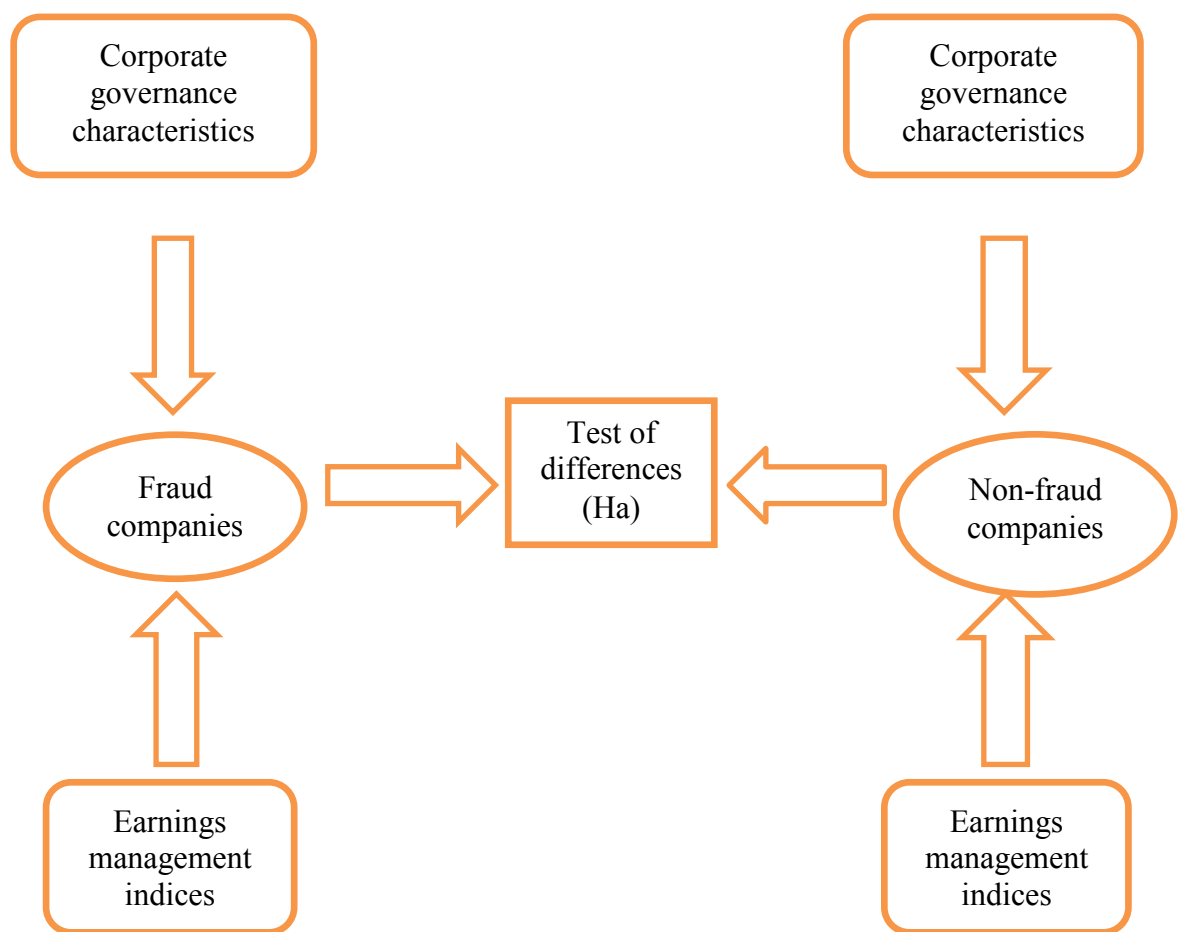 Corporate
governance
characteristics
Corporate
governance
characteristics
Fraud
companies
Test of
differences
(Ha)
Non-fraud
companies
Earnings
management
indices
Earnings
management
indices